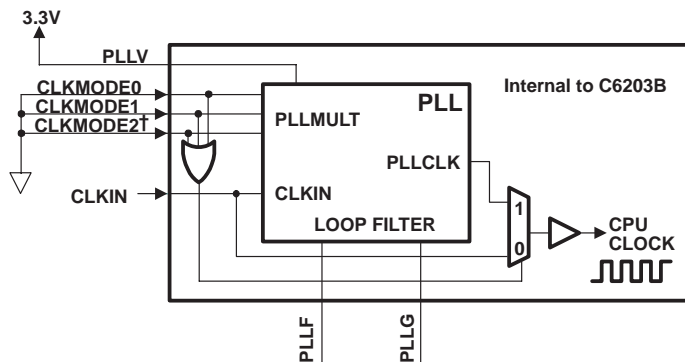 3.3V
PLLV
CLKMODE0
CLKMODE1
CLKMODE2†
CLKIN
PLLMULT
PLL
Internal to C6203B
PLLCLK
CLKIN
LOOP FILTER
1
0
CPU
CLOCK
PLLF
PLLG